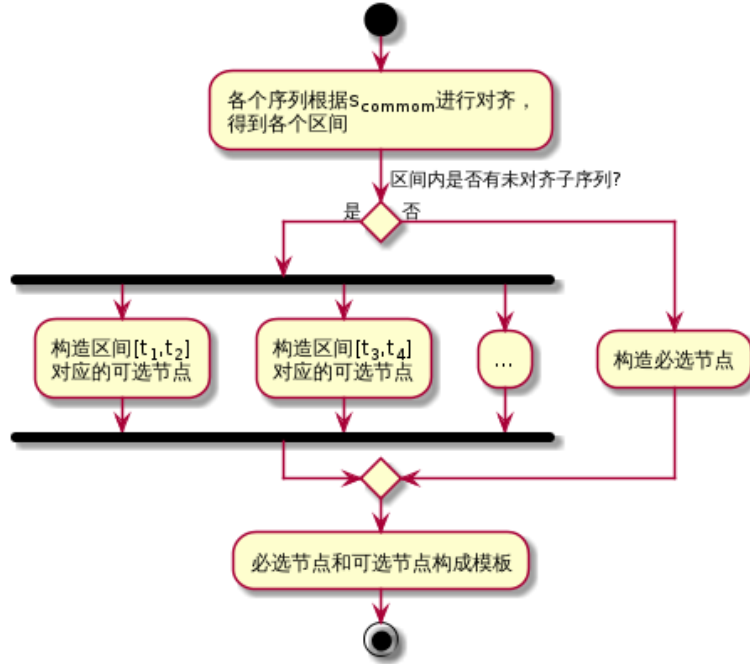 各个序列根据scommom进行对齐，
得到各个区间
区间内是否有未对齐子序列?
是
否
构造区间[t1,t2]
对应的可选节点
构造区间[t3,t4]
对应的可选节点
...
构造必选节点
必选节点和可选节点构成模板